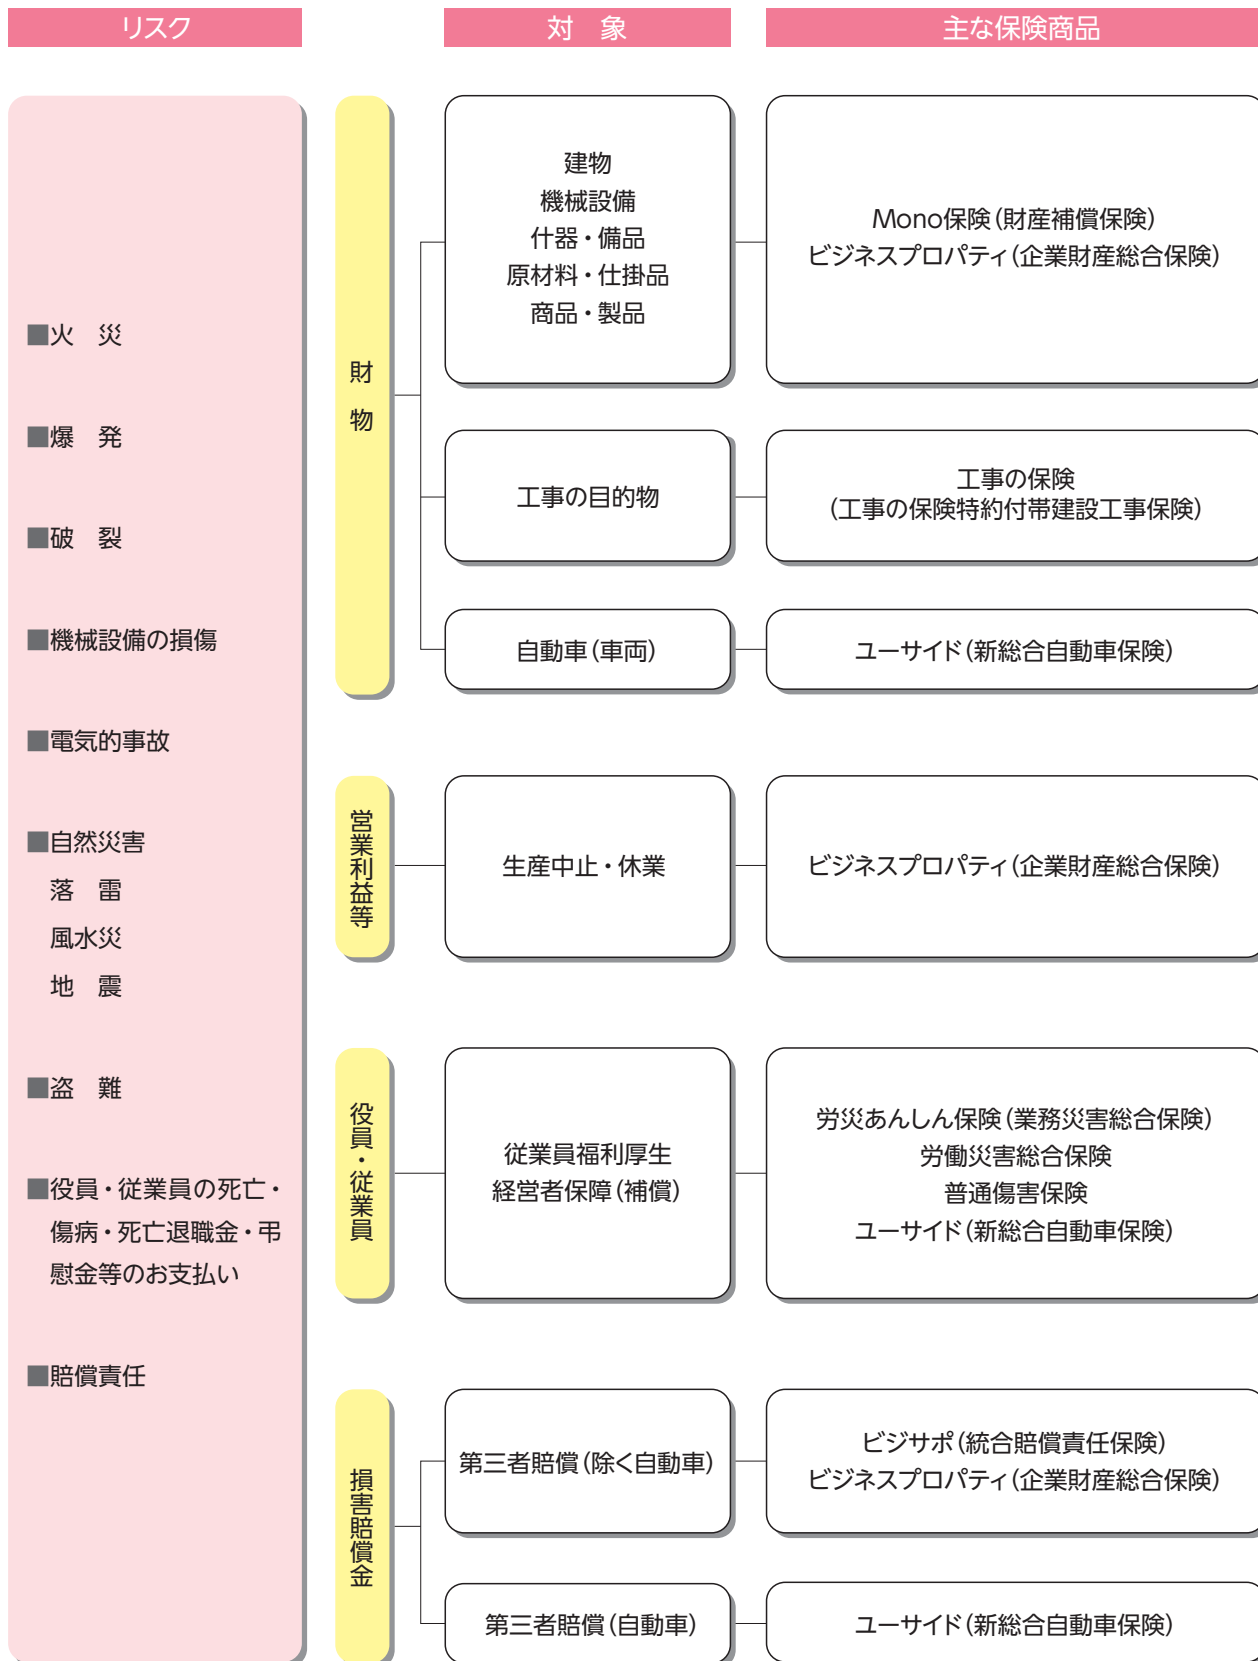 リスク
対　象
主な保険商品
■火　災
■爆　発
■破　裂
■機械設備の損傷
■電気的事故
■自然災害
落　雷
風水災
地　震
■盗　難
■役員・従業員の死亡・
傷病・死亡退職金・弔
慰金等のお支払い
■賠償責任
財物
建物
機械設備
什器・備品
原材料・仕掛品
商品・製品
Mono保険(財産補償保険)
ビジネスプロパティ(企業財産総合保険)
工事の目的物
工事の保険
(工事の保険特約付帯建設工事保険)
自動車(車両)
ユーサイド(新総合自動車保険)
営業利益等
生産中止・休業
ビジネスプロパティ(企業財産総合保険)
役員・従業員
従業員福利厚生
経営者保障(補償)
労災あんしん保険(業務災害総合保険)
労働災害総合保険
普通傷害保険
ユーサイド(新総合自動車保険)
損害賠償金
第三者賠償(除く自動車)
ビジサポ(統合賠償責任保険)
ビジネスプロパティ(企業財産総合保険)
第三者賠償(自動車)
ユーサイド(新総合自動車保険)